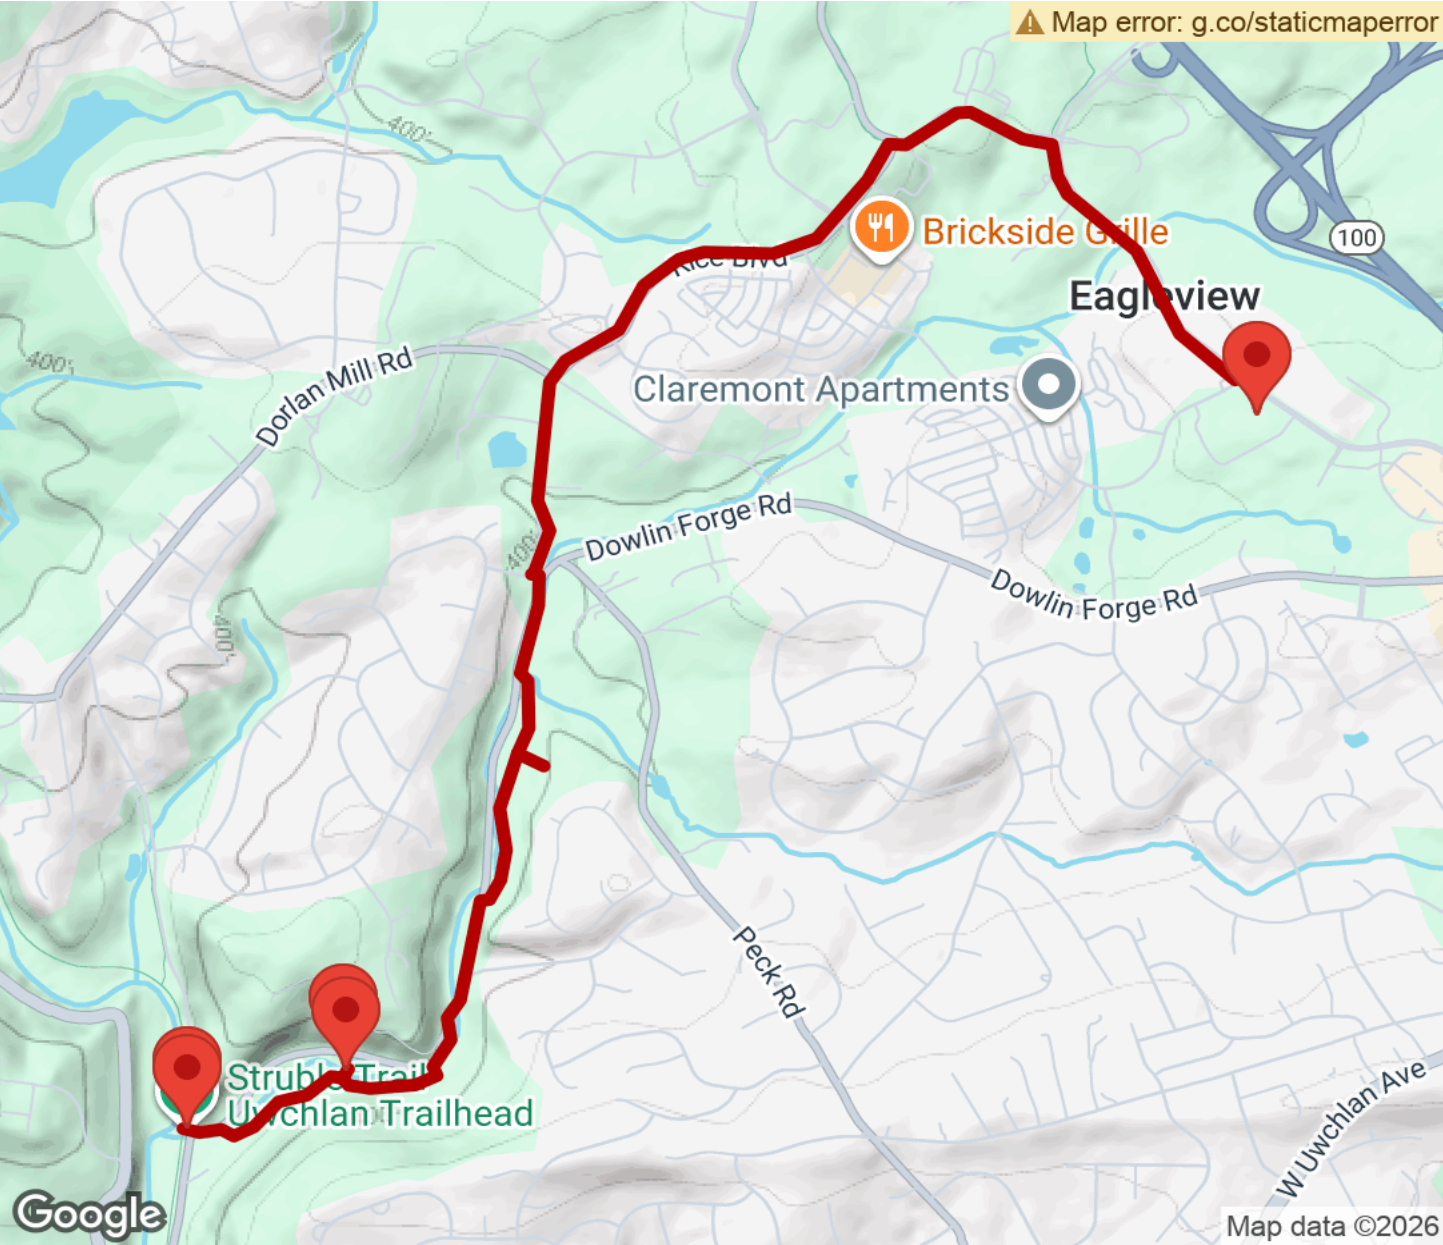 Map error: g.co/staticmaperror
400'
100
Brickside Grille
Rice Blvd
Eagleview
400'
Dorlan Mill Rd
Claremont Apartments
Dowlin Forge Rd
400'
Dowlin Forge Rd
400'
Peck Rd
Struble Trail
Uwchlan Trailhead
W Uwchlan Ave
Google
Map data ©2026